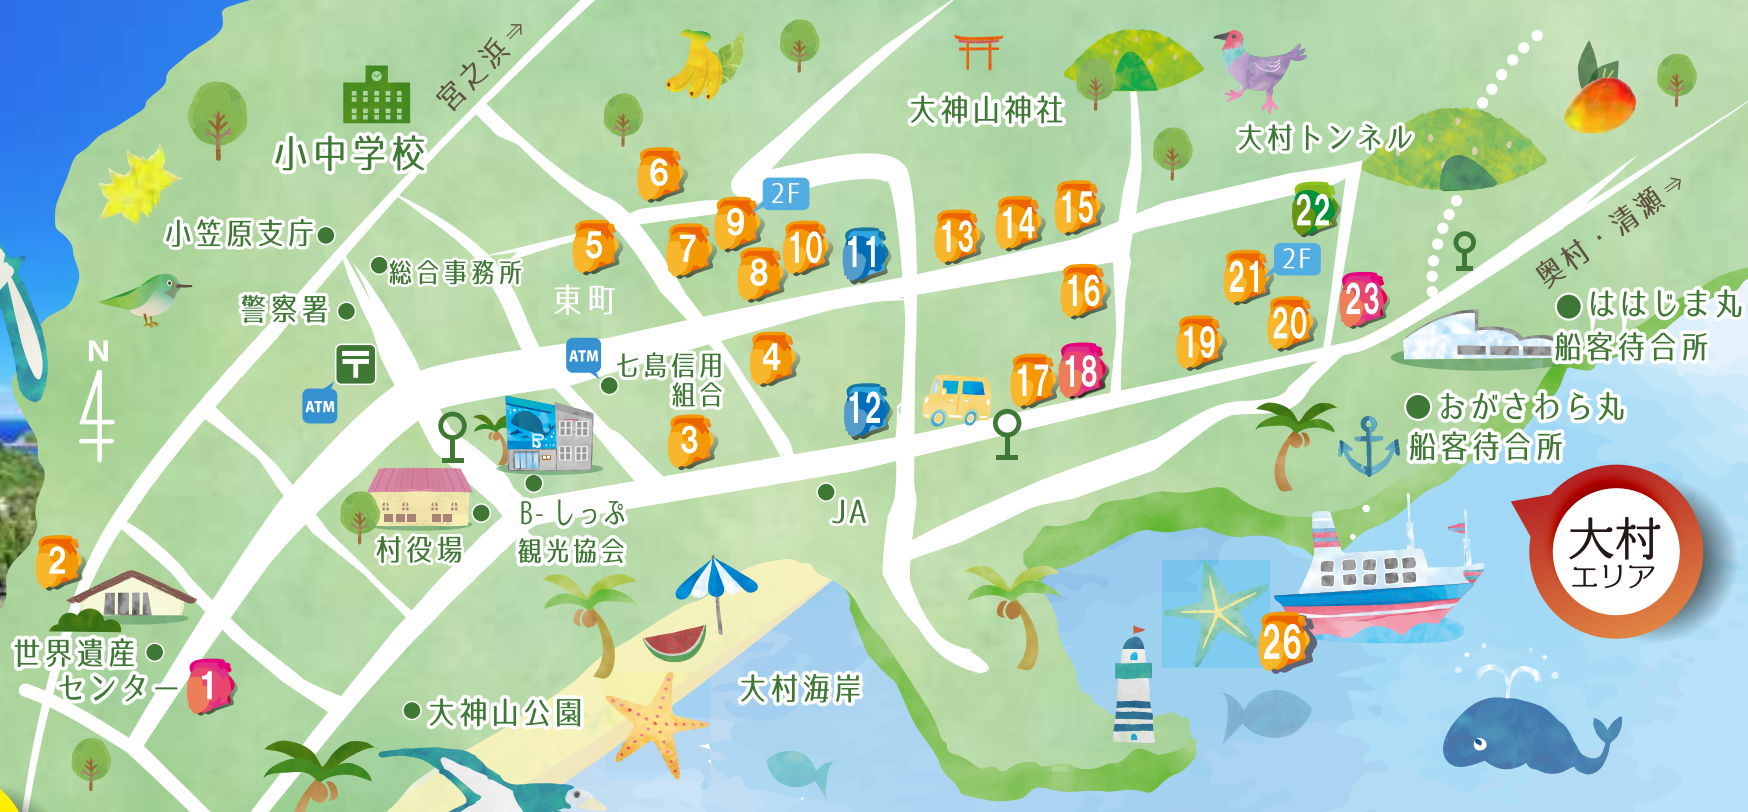 宮之浜⇒
小中学校
大神山神社
大村トンネル
6
2F
9
15
22
14
13
5
7
10
11
8
小笠原支庁
総合事務所
東町
奥村・清瀬⇒
21
2F
16
23
20
19
警察署
N
〒
ATM
ATM
七島信用
組合
4
17
18
12
3
ははじま丸
船客待合所
おがさわら丸
船客待合所
B-しっぷ
観光協会
村役場
JA
大村
エリア
2
世界遺産
センター
1
大神山公園
大村海岸
26